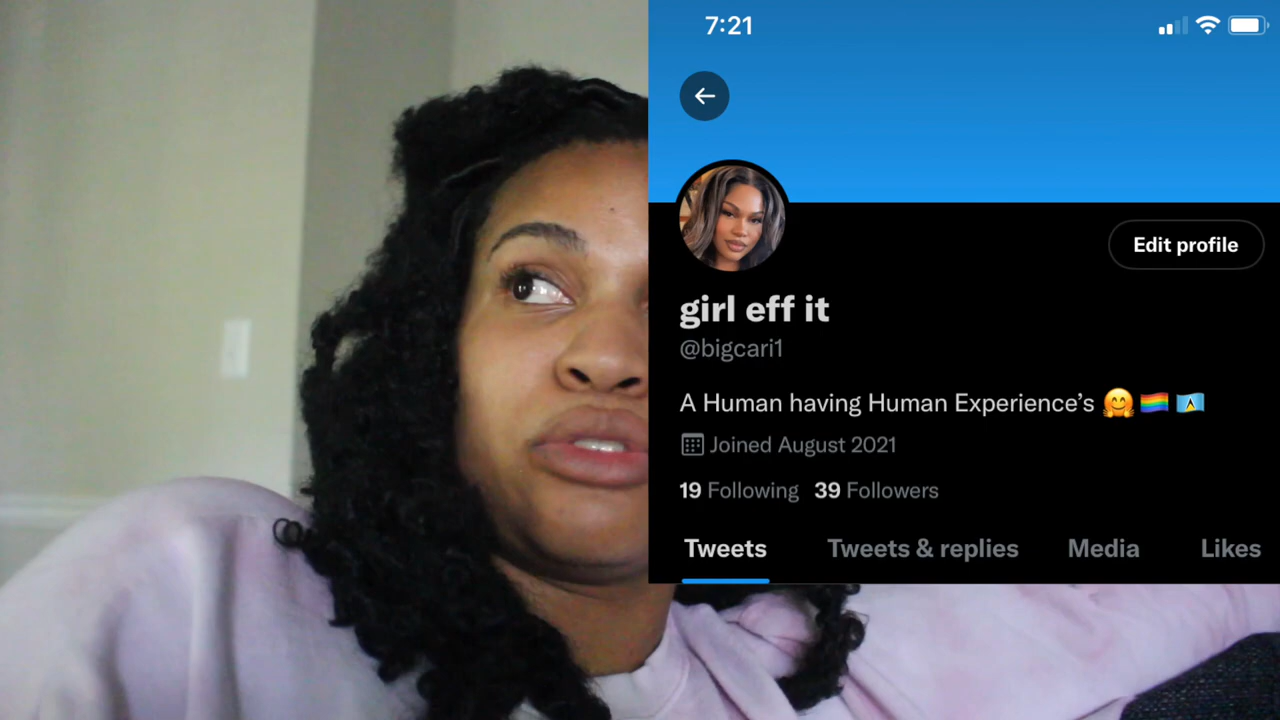 7:21
Edit profile
girl eff it
@bigcari1
A Human having Human Experience's 🤗🏳️‍🌈🇱🇨
Joined August 2021
19 Following 39 Followers
Tweets Tweets & replies Media Likes